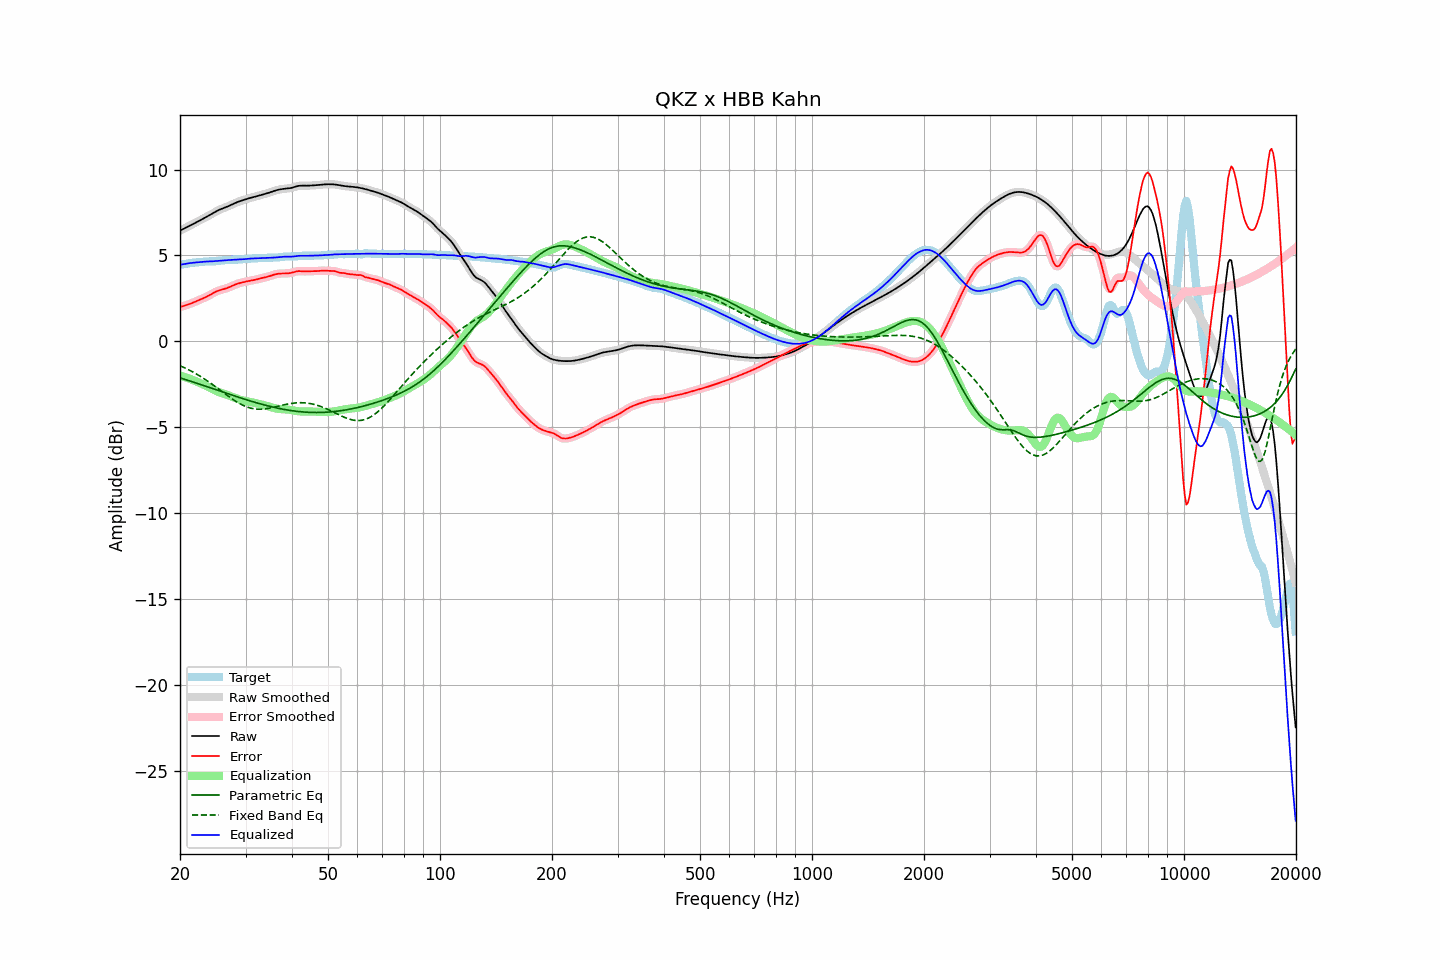 QKZ x HBB Kahn
10
5
0
−5
−10
−15
−20
−25
Amplitude (dBr)
Target
Raw Smoothed
Error Smoothed
Raw
Error
Equalization
Parametric Eq
Fixed Band Eq
Equalized
20 50 100 200 500 1000 2000 5000 10000 20000
Frequency (Hz)